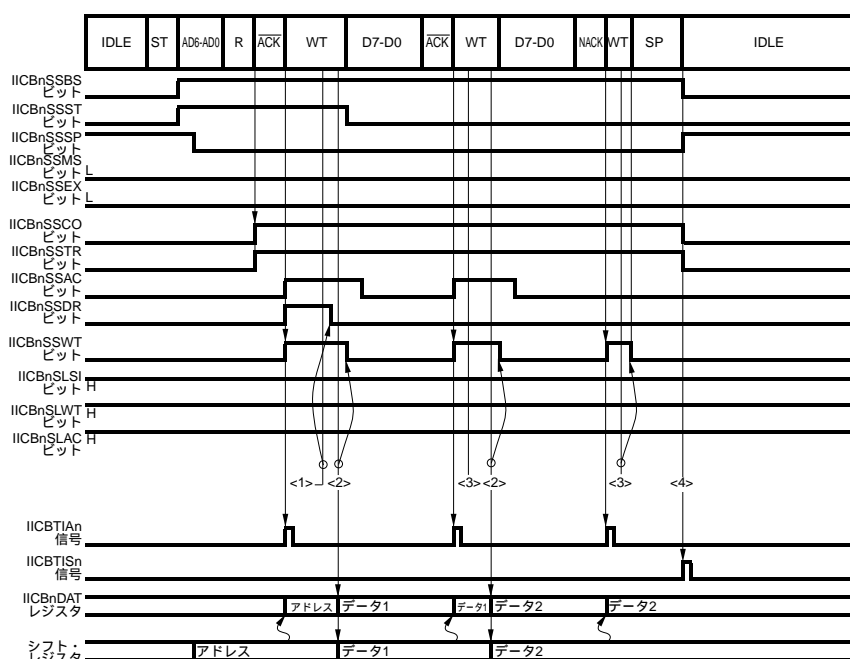 IDLE ST AD6-AD0 R ACK WT D7-D0 ACK WT D7-D0 NACK WT SP IDLE
IICBnSSBS
ビット
IICBnSSST
ビット
IICBnSSSP
ビット
IICBnSSMS
ビット L
IICBnSSEX
ビット L
IICBnSSCO
ビット
IICBnSSTR
ビット
IICBnSSAC
ビット
IICBnSSDR
ビット
IICBnSSWT
ビット
IICBnSLSI
ビット H
IICBnSLWT H
ビット
IICBnSLAC H
ビット
<1> <2> <3> <2> <3> <4>
IICBTIAn
信号
IICBTISn
信号
IICBnDAT
レジスタ
アドレス データ1 データ1 データ2 データ2
シフト・
レジスタ
アドレス データ1 データ2